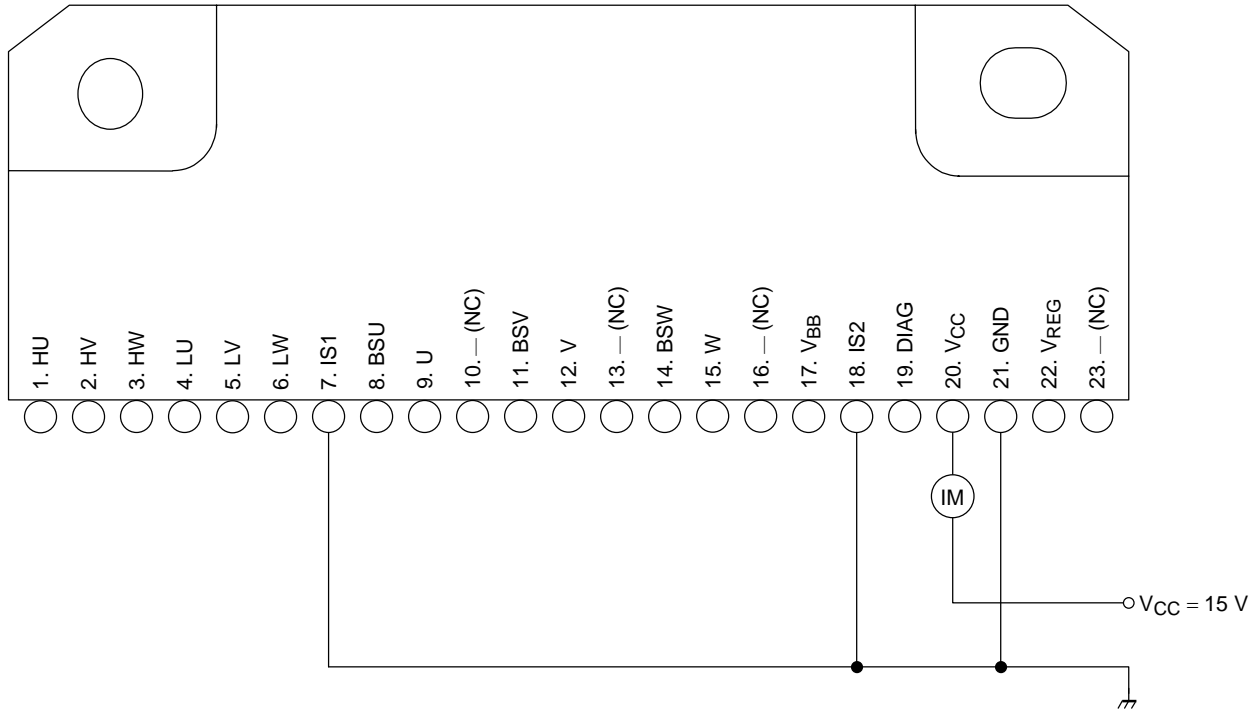 1. HU
2. HV
3. HW
4. LU
5. LV
6. LW
7. IS1
8. BSU
9. U
10. — (NC)
11. BSV
12. V
13. — (NC)
14. BSW
15. W
16. — (NC)
17. VBB
18. IS2
19. DIAG
20. VCC
21. GND
22. VREG
23. — (NC)
IM
VCC = 15 V